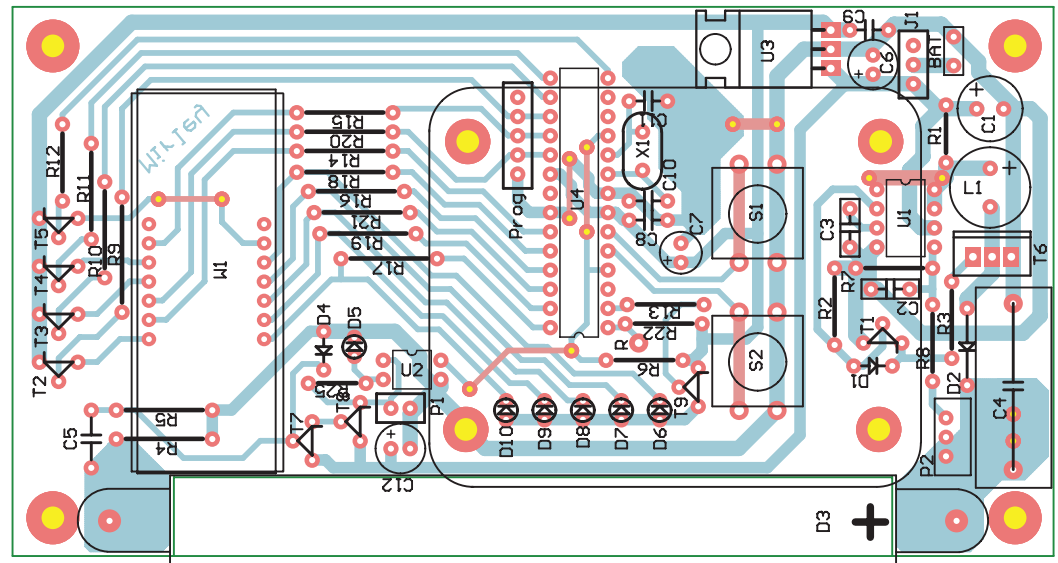 C9
J1
U3
C6
BAT
C11
R15
R20
R14
R18
R16
R21
R19
R17
R12
R11
R10
R9
T5
T4
T3
T2
W1
Prog
U4
X1
C10
C8
C7
S1
R1
C1
L1
U1
C3
T6
R7
C2
R2
T1
R8
R3
D1
D2
C4
P2
D4
D5
U2
R25
T8
P1
T7
C12
R5
R4
C5
R13
R22
R
R6
T9
S2
D10
D9
D8
D7
D6
D3
+